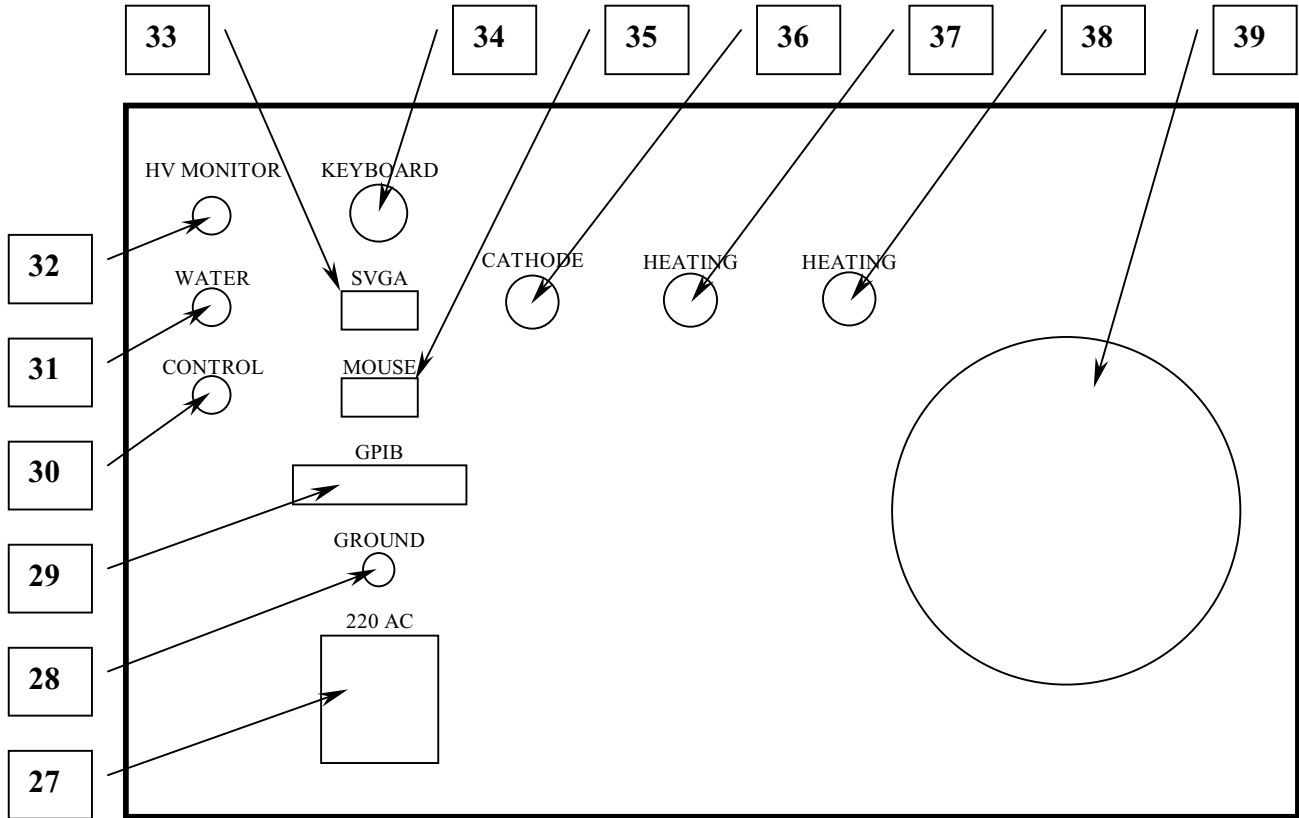 33 34 35 36 37 38 39
HV MONITOR KEYBOARD
32
CATHODE HEATING HEATING
WATER SVGA
31
CONTROL MOUSE
30
GPIB
29
GROUND
28
220 AC
27